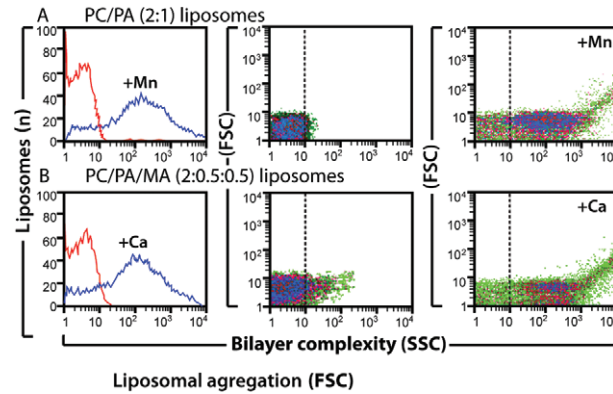 A PC/PA (2:1) liposomes
100
80
60
40
20
0
+Mn
1 10 10² 10³ 10⁴
Liposomes (n)
(FSC)
10⁴
10³
10²
10
1
1 10 10² 10³ 10⁴
(FSC)
10⁴
10³
10²
10
1
+Mn
1 10 10² 10³ 10⁴
B PC/PA/MA (2:0.5:0.5) liposomes
100
80
60
40
20
0
+Ca
1 10 10² 10³ 10⁴
10⁴
10³
10²
10
1
1 10 10² 10³ 10⁴
10⁴
10³
10²
10
1
+Ca
1 10 10² 10³ 10⁴
Bilayer complexity (SSC)
Liposomal agregation (FSC)